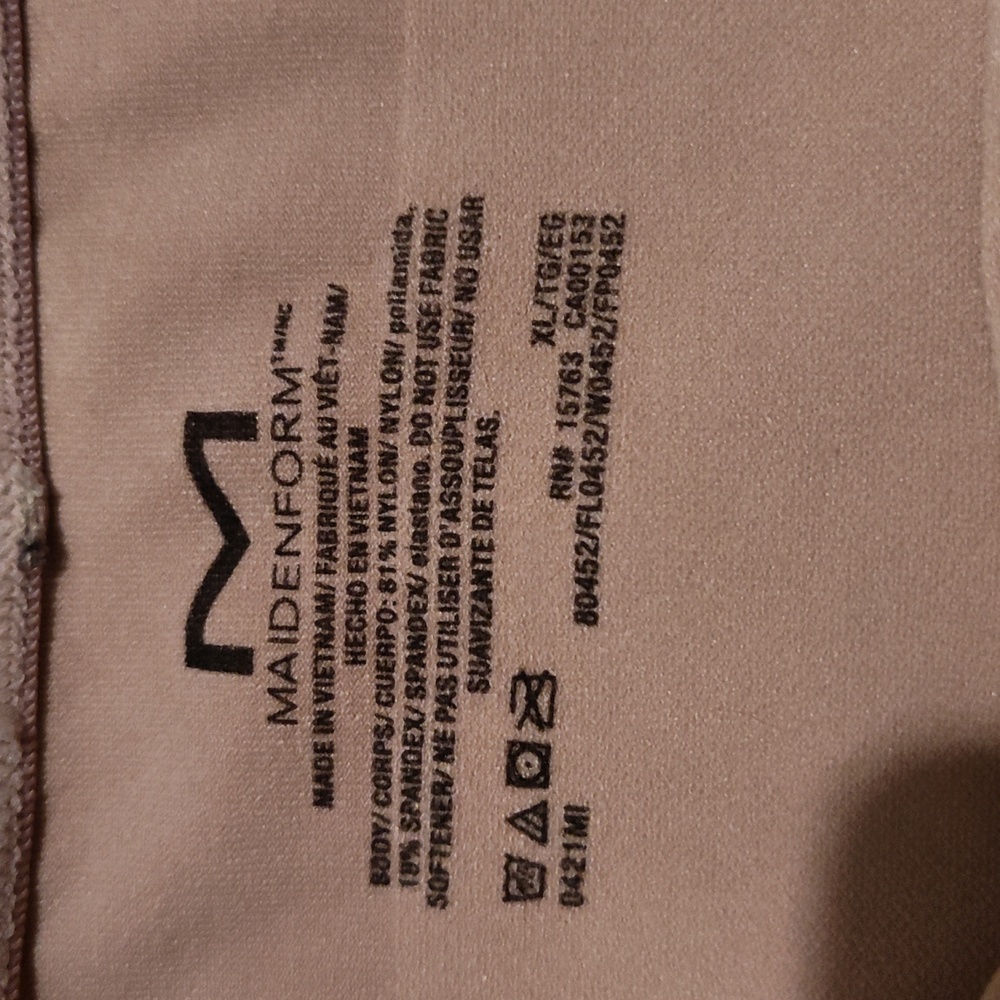 MAIDENFORM™/MC
MADE IN VIETNAM/ FABRIQUÉ AU VIÊT-NAM/
HECHO EN VIETNAM
BODY/ CORPS/ CUERPO: 81% NYLON/ NYLON/ poliamida,
19% SPANDEX/ SPANDEX/ elastano. DO NOT USE FABRIC
SOFTENER/ NE PAS UTILISER D'ASSOUPLISSEUR/ NO USAR
SUAVIZANTE DE TELAS.
XL/TG/EG
RN# 15763 CA00153
80452/FL0452/W0452/FP0452
0421MI